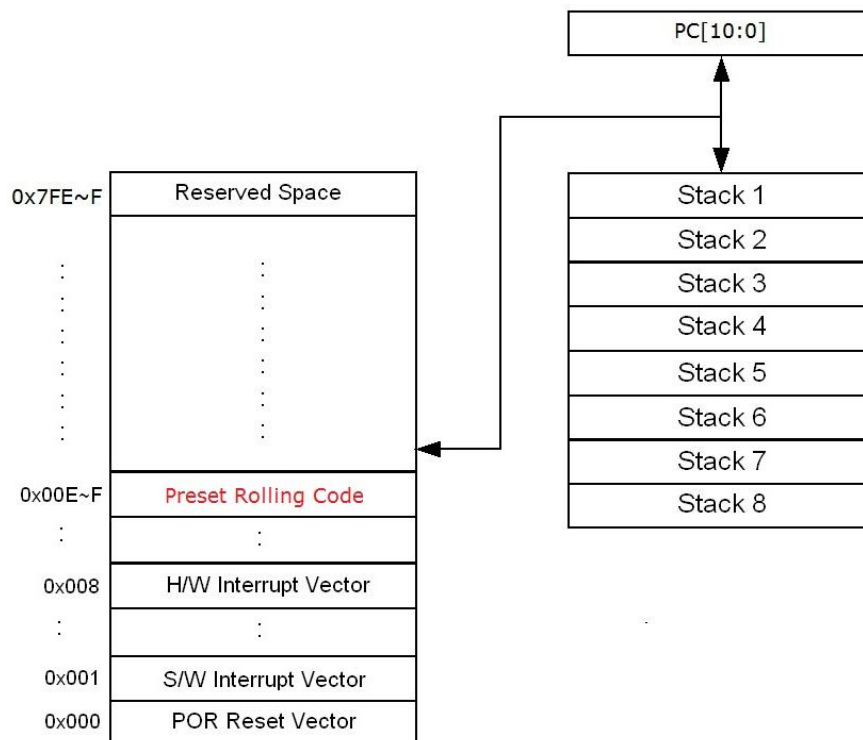 PC[10:0]
0x7FE~F Reserved Space
Stack 1
Stack 2
Stack 3
Stack 4
Stack 5
Stack 6
Stack 7
Stack 8
0x00E~F Preset Rolling Code
0x008 H/W Interrupt Vector
0x001 S/W Interrupt Vector
0x000 POR Reset Vector